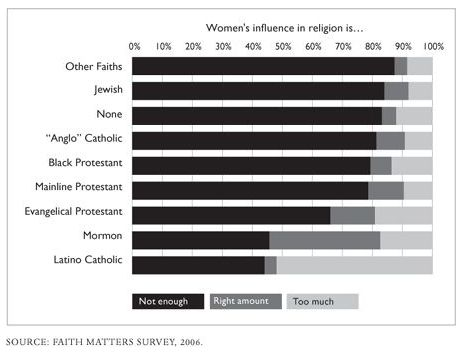 Women's influence in religion is...
0% 10% 20% 30% 40% 50% 60% 70% 80% 90% 100%
Other Faiths
Jewish
None
“Anglo” Catholic
Black Protestant
Mainline Protestant
Evangelical Protestant
Mormon
Latino Catholic
Not enough Right amount Too much
SOURCE: FAITH MATTERS SURVEY, 2006.